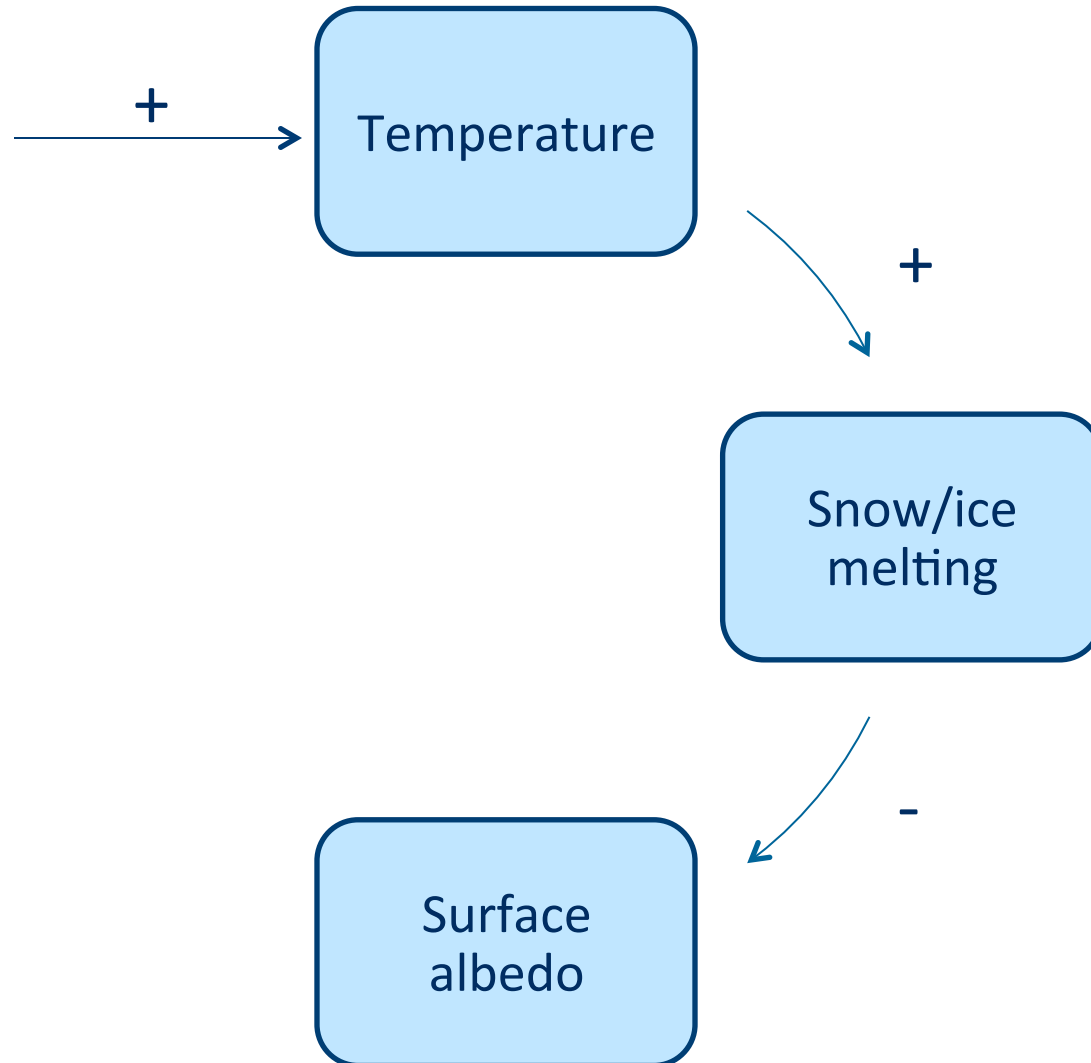 +
Temperature
+
Snow/ice
melting
-
Surface
albedo